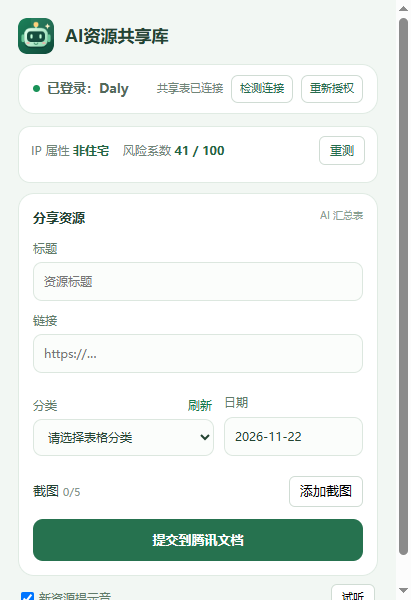 AI资源共享库
已登录：Daly 共享表已连接 检测连接 重新授权
IP 属性 非住宅 风险系数 41 / 100 重测
分享资源 AI 汇总表
标题
资源标题
链接
https://...
分类 刷新 日期
请选择表格分类 2026-11-22
截图 0/5 添加截图
提交到腾讯文档
新资源提示音 试听